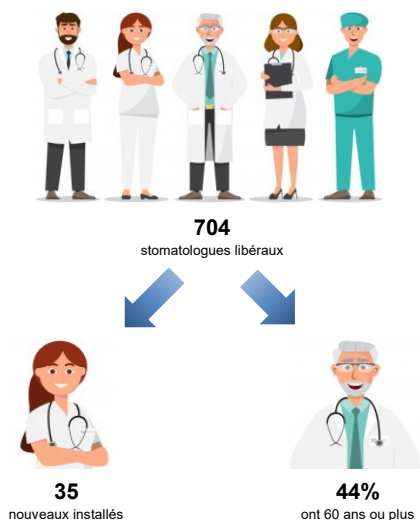 704
stomatologues libéraux
35
nouveaux installés
44%
ont 60 ans ou plus